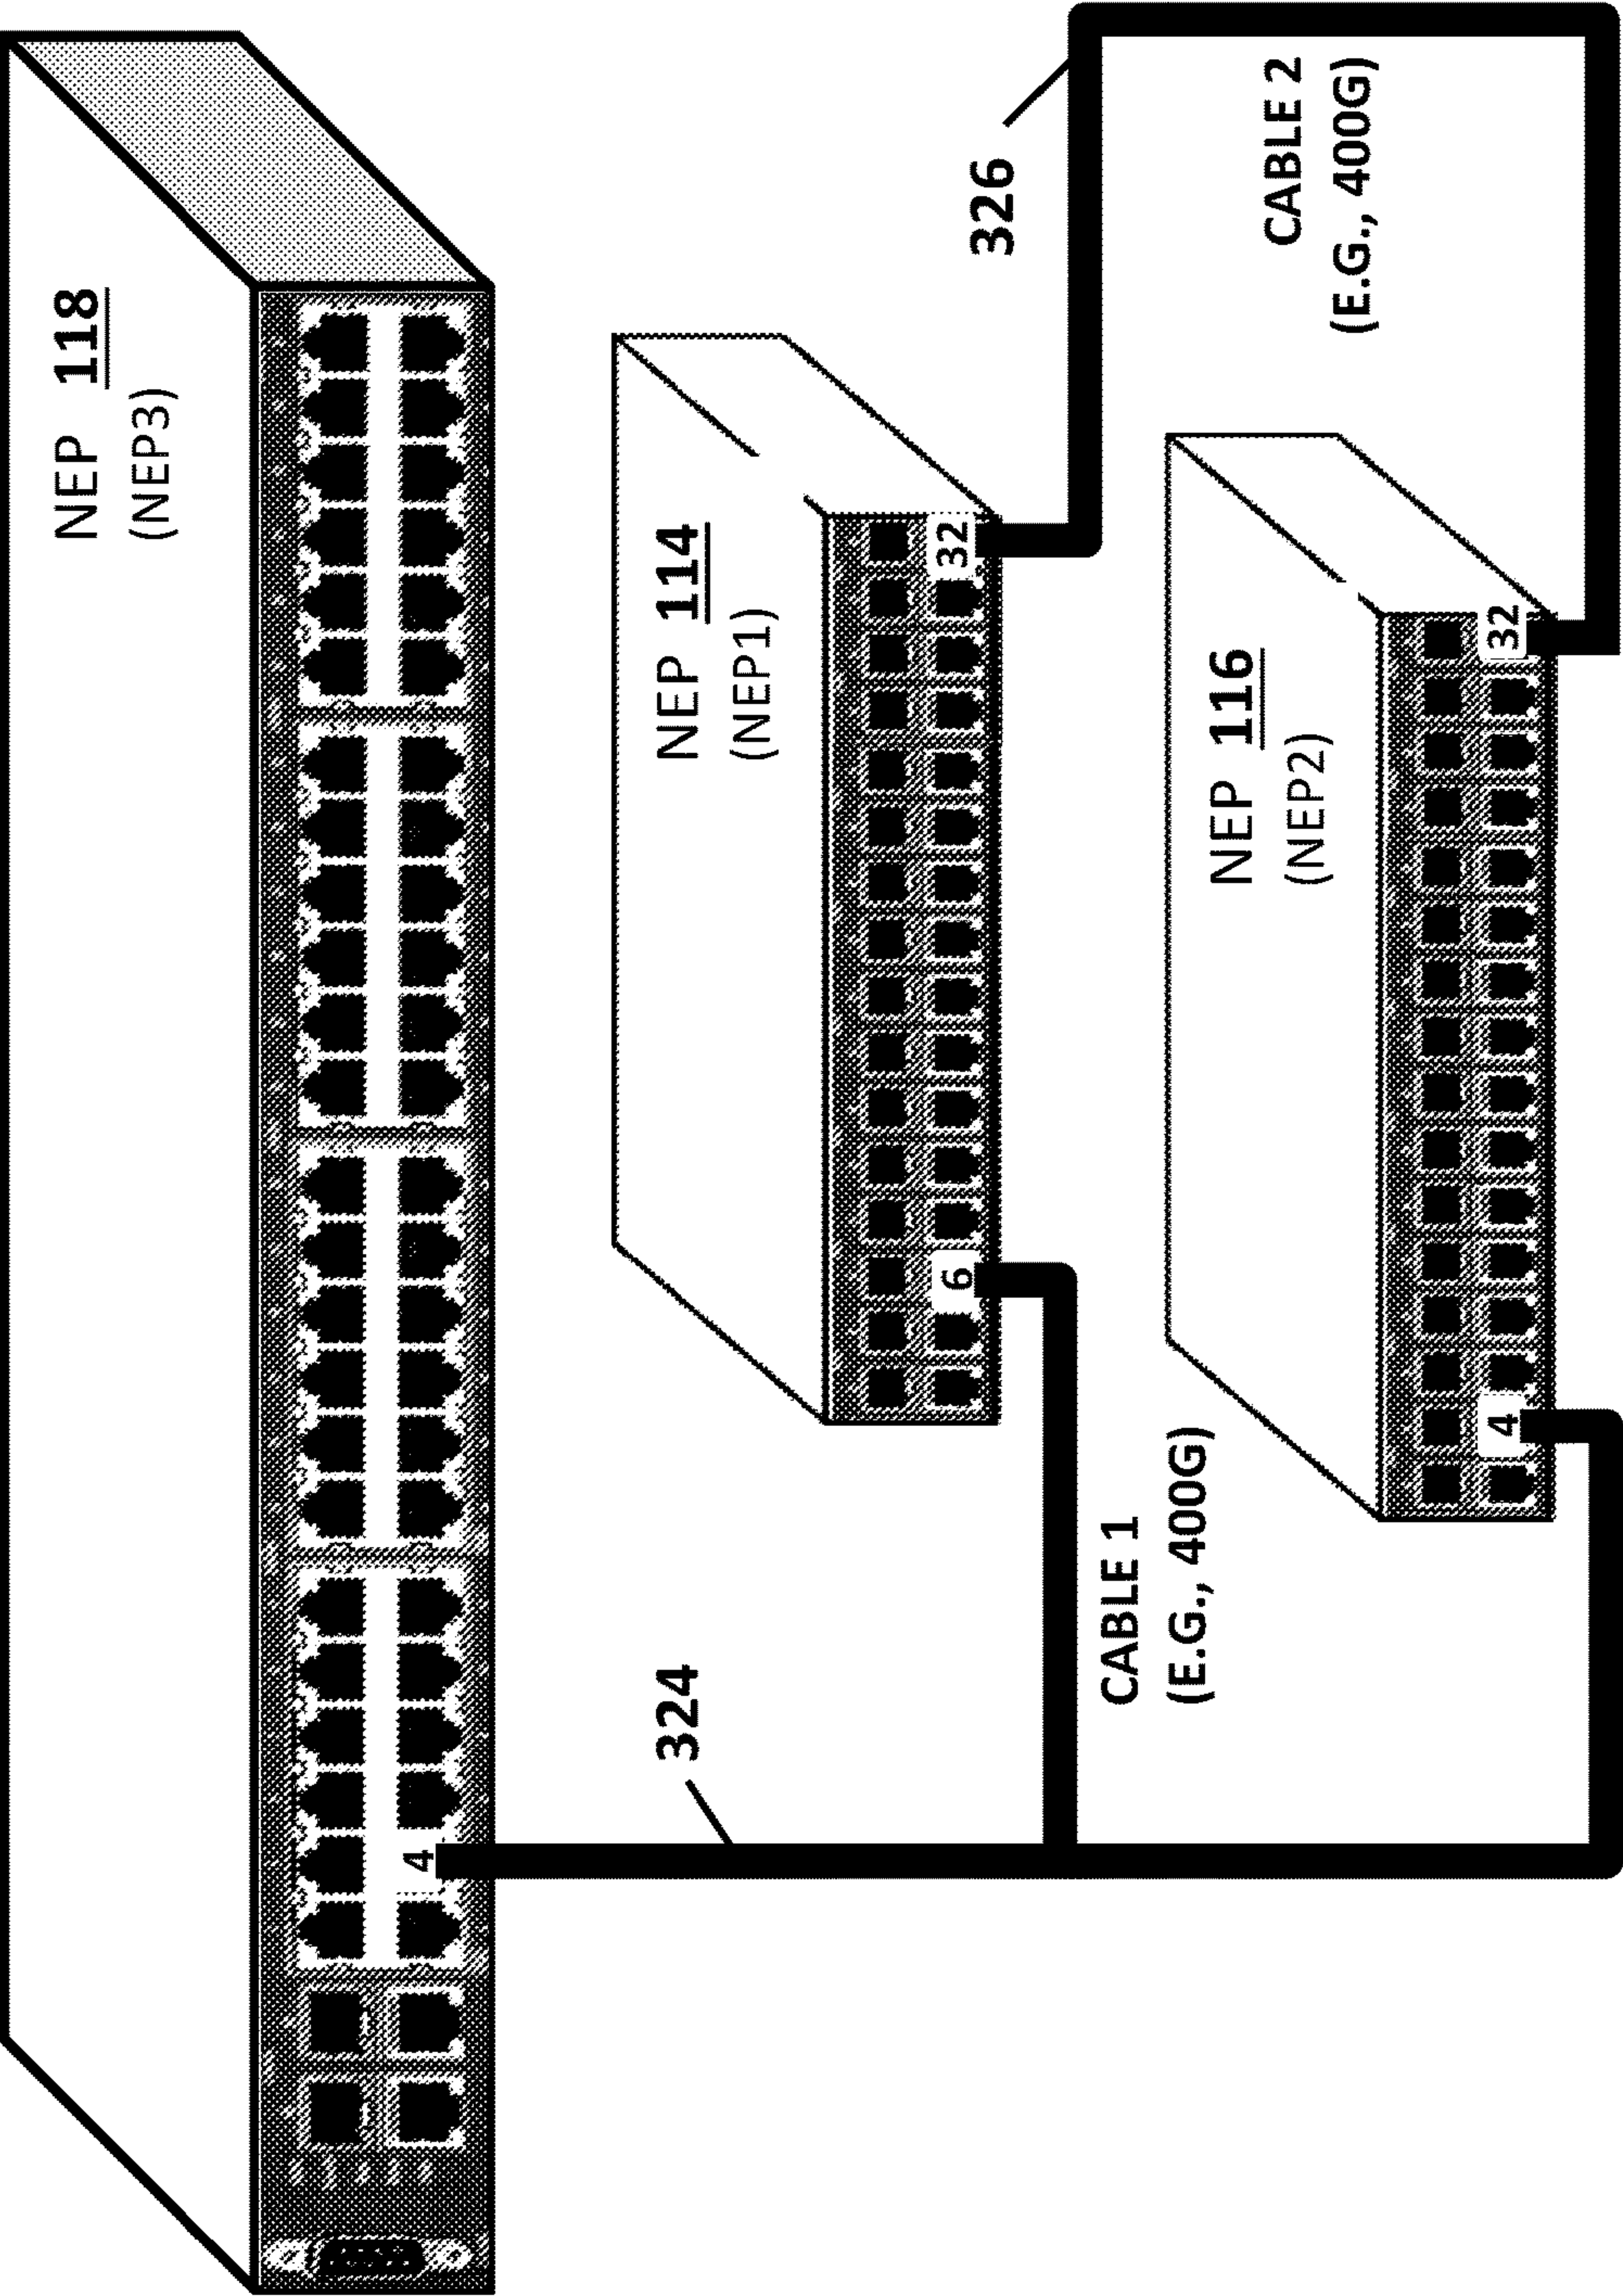 NEP 118
(NEP3)
4
324
NEP 114
(NEP1)
6
32
326
CABLE 1
(E.G., 400G)
NEP 116
(NEP2)
4
32
CABLE 2
(E.G., 400G)